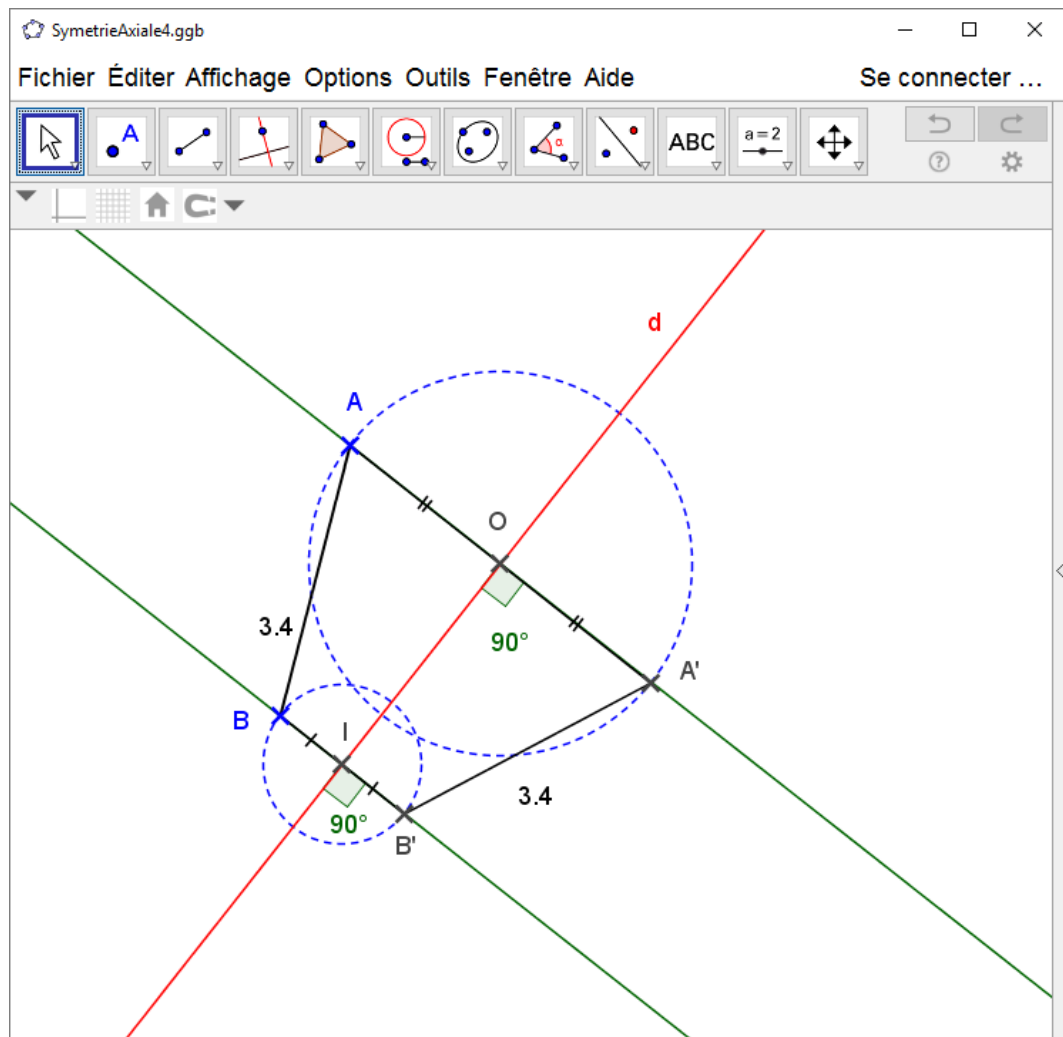 SymetrieAxiale4.ggb
Fichier Éditer Affichage Options Outils Fenêtre Aide Se connecter ...
A α ABC a=2
d
A
O
3.4
90°
A'
B
I
3.4
90°
B'